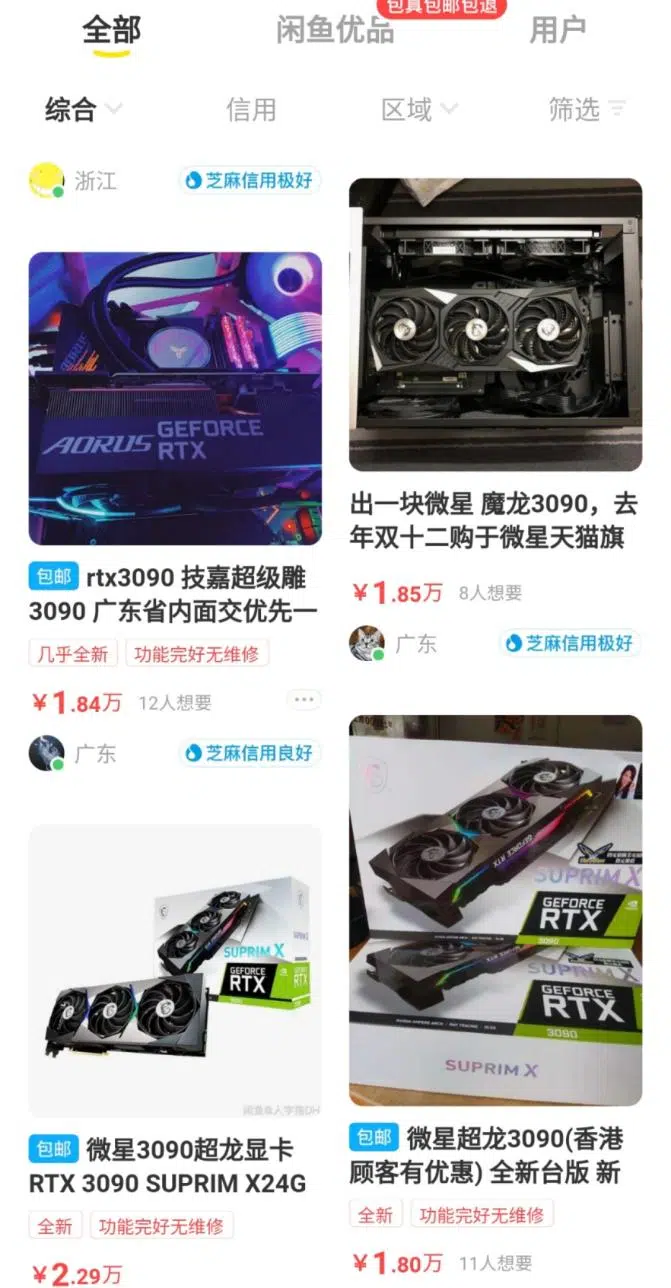 包真包邮包退
全部
闲鱼优品
用户
综合
信用
区域
筛选
浙江
芝麻信用极好
AORUS GEFORCE
RTX
包邮 rtx3090 技嘉超级雕
3090 广东省内面交优先一
几乎全新 功能完好无维修
¥1.84万 12人想要
广东
芝麻信用良好
出一块微星 魔龙3090，去
年双十二购于微星天猫旗
¥1.85万 8人想要
广东
芝麻信用极好
SUPRIM X
GEFORCE
RTX
RTX
包邮 微星3090超龙显卡
RTX 3090 SUPRIM X24G
全新 功能完好无维修
¥2.29万
GEFORCE RTX
SUPRIM X
GEFORCE
RTX
3090
SUPRIM X
GEFORCE
RTX
3090
SUPRIM X
包邮 微星超龙3090(香港
顾客有优惠) 全新台版 新
全新 功能完好无维修
¥1.80万 11人想要